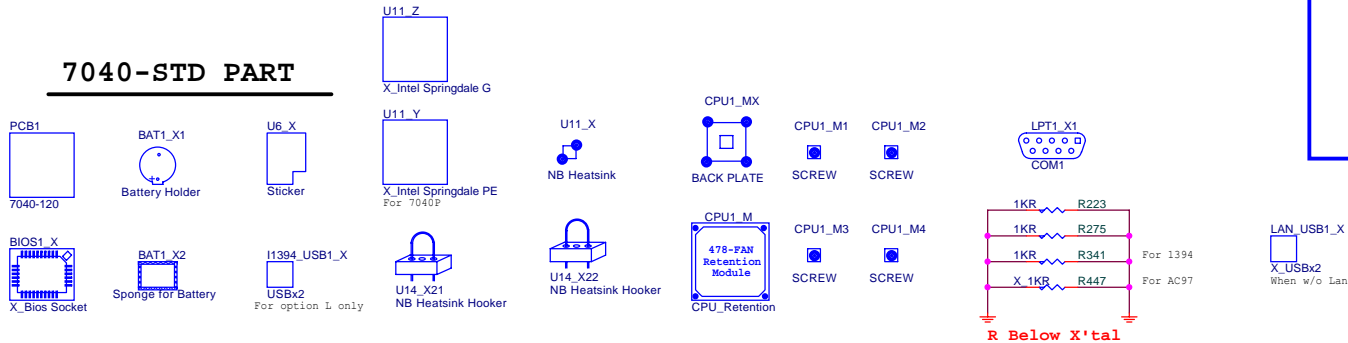 U11_Z
X_Intel Springdale G
7040-STD PART
PCB1
7040-120
BAT1_X1
Battery Holder
U6_X
Sticker
U11_Y
X_Intel Springdale PE
For 7040P
U11_X
NB Heatsink
CPU1_MX
BACK PLATE
CPU1_M1
SCREW
CPU1_M2
SCREW
LPT1_X1
COM1
BIOS1_X
X_Bios Socket
BAT1_X2
Sponge for Battery
I1394_USB1_X
USBx2
For option L only
U14_X21
NB Heatsink Hooker
U14_X22
NB Heatsink Hooker
CPU1_M
478-FAN
Retention
Module
CPU_Retention
CPU1_M3
SCREW
CPU1_M4
SCREW
1KR R223
1KR R275
1KR R341 For 1394
X_1KR R447 For AC97
R Below X'tal
LAN_USB1_X
X_USBx2
When w/o Lan